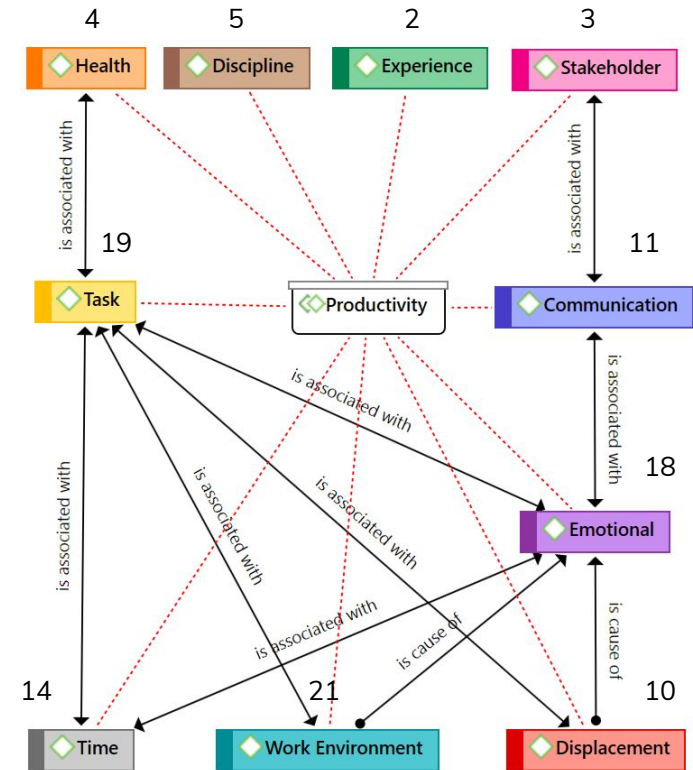 4 5 2 3
Health Discipline Experience Stakeholder
is associated with
is associated with
19
11
Task
Productivity
Communication
is associated with
is associated with
is associated with
is associated with
is associated with
18
Emotional
is associated with
is cause of
is cause of
14
21
10
Time
Work Environment
Displacement